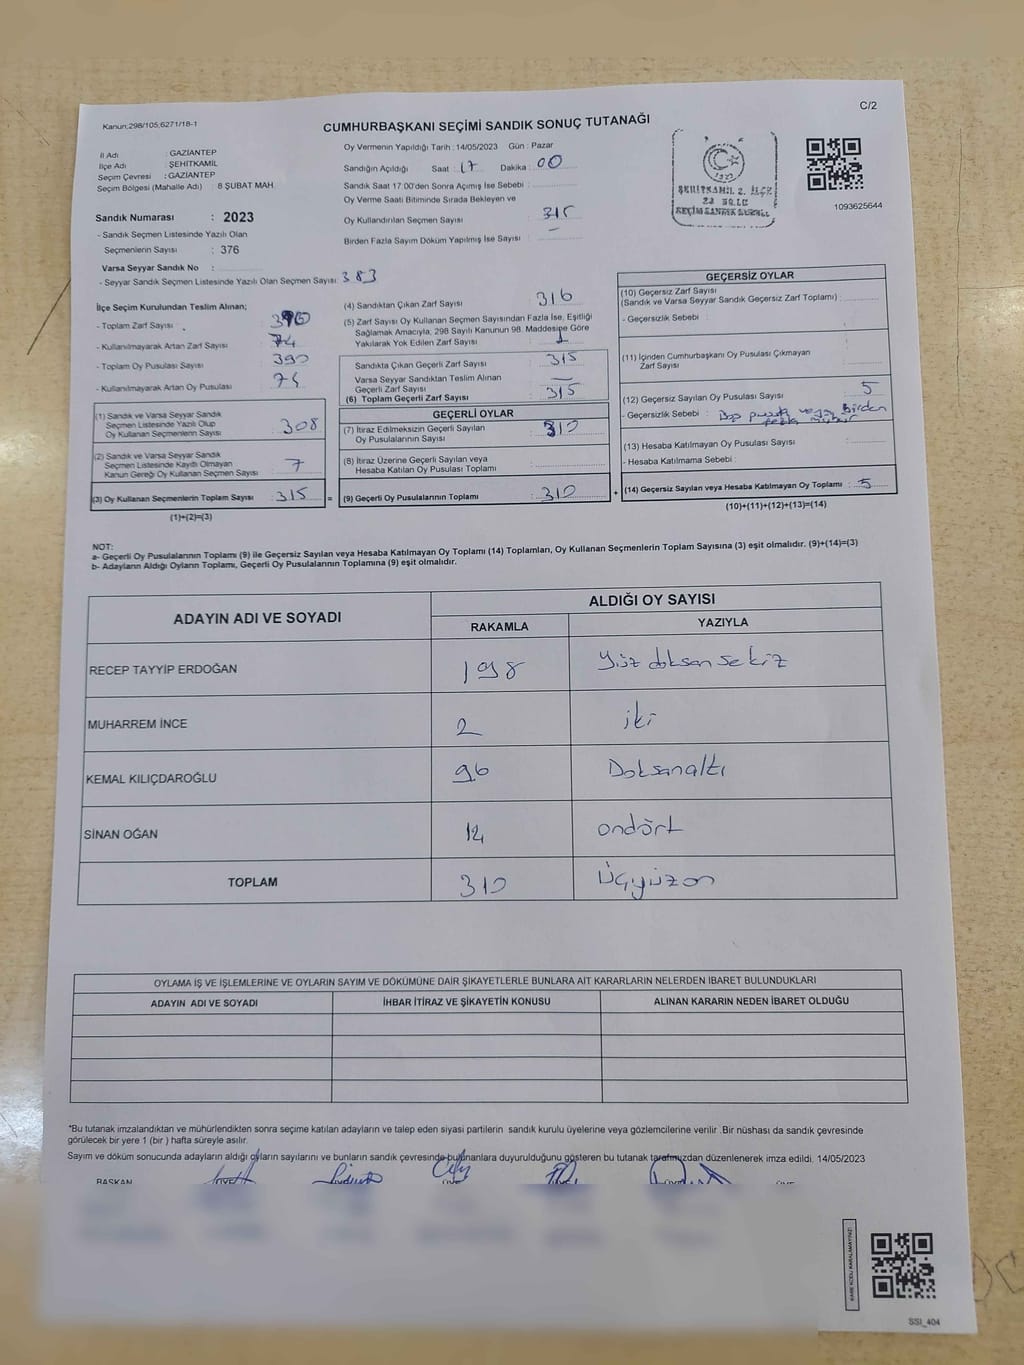 C/2
Kanun;298/105;6271/18-1
CUMHURBAŞKANI SEÇİMİ SANDIK SONUÇ TUTANAĞI
İl Adı : GAZİANTEP
İlçe Adı : ŞEHİTKAMİL
Seçim Çevresi : GAZİANTEP
Seçim Bölgesi (Mahalle Adı) : 8 ŞUBAT MAH.
Sandık Numarası : 2023
- Sandık Seçmen Listesinde Yazılı Olan
Seçmenlerin Sayısı : 376
Varsa Seyyar Sandık No :
- Seyyar Sandık Seçmen Listesinde Yazılı Olan Seçmen Sayısı: 383
Oy Vermenin Yapıldığı Tarih : 14/05/2023 Gün : Pazar
Sandığın Açıldığı Saat : 17 Dakika : 00
Sandık Saat 17:00'den Sonra Açımış İse Sebebi :
Oy Verme Saati Bitiminde Sırada Bekleyen ve
Oy Kullandırılan Seçmen Sayısı : 315
Birden Fazla Sayım Döküm Yapılmış İse Sayısı : –
1923
ŞEHİTKAMİL 2. İLÇE
SEÇİM SANDIK KURULU
1093625644
İlçe Seçim Kurulundan Teslim Alınan;
- Toplam Zarf Sayısı :
- Kullanılmayarak Artan Zarf Sayısı : 74
- Toplam Oy Pusulası Sayısı : 390
- Kullanılmayarak Artan Oy Pusulası : 75
(1) Sandık ve Varsa Seyyar Sandık
Seçmen Listesinde Yazılı Olup
Oy Kullanan Seçmenlerin Sayısı : 308
(2) Sandık ve Varsa Seyyar Sandık
Seçmen Listesinde Kayıtlı Olmayan
Kanun Gereği Oy Kullanan Seçmen Sayısı : 7
(3) Oy Kullanan Seçmenlerin Toplam Sayısı : 315 =
(1)+(2)=(3)
(4) Sandıktan Çıkan Zarf Sayısı : 316
(5) Zarf Sayısı Oy Kullanan Seçmen Sayısından Fazla İse, Eşitliği
Sağlamak Amacıyla; 298 Sayılı Kanunun 98. Maddesine Göre
Yakılarak Yok Edilen Zarf Sayısı : 1
Sandıkta Çıkan Geçerli Zarf Sayısı : 315
Varsa Seyyar Sandıktan Teslim Alınan
Geçerli Zarf Sayısı : –
(6) Toplam Geçerli Zarf Sayısı : 315
GEÇERLİ OYLAR
(7) İtiraz Edilmeksizin Geçerli Sayılan
Oy Pusulalarının Sayısı : 310
(8) İtiraz Üzerine Geçerli Sayılan veya
Hesaba Katılan Oy Pusulası Toplamı :
(9) Geçerli Oy Pusulalarının Toplamı : 310 +
GEÇERSİZ OYLAR
(10) Geçersiz Zarf Sayısı
(Sandık ve Varsa Seyyar Sandık Geçersiz Zarf Toplamı) :
- Geçersizlik Sebebi :
(11) İçinden Cumhurbaşkanı Oy Pusulası Çıkmayan
Zarf Sayısı :
(12) Geçersiz Sayılan Oy Pusulası Sayısı : 5
- Geçersizlik Sebebi : Boş pusula veya Birden
fazla
(13) Hesaba Katılmayan Oy Pusulası Sayısı :
- Hesaba Katılmama Sebebi :
(14) Geçersiz Sayılan veya Hesaba Katılmayan Oy Toplamı : 5
(10)+(11)+(12)+(13)=(14)
NOT:
a- Geçerli Oy Pusulalarının Toplamı (9) ile Geçersiz Sayılan veya Hesaba Katılmayan Oy Toplamı (14) Toplamları, Oy Kullanan Seçmenlerin Toplam Sayısına (3) eşit olmalıdır. (9)+(14)=(3)
b- Adayların Aldığı Oyların Toplamı, Geçerli Oy Pusulalarının Toplamına (9) eşit olmalıdır.
ADAYIN ADI VE SOYADI ALDIĞI OY SAYISI
RAKAMLA YAZIYLA
RECEP TAYYİP ERDOĞAN 198 yüz doksan sekiz
MUHARREM İNCE 2 iki
KEMAL KILIÇDAROĞLU 96 Doksanaltı
SİNAN OĞAN 14 ondört
TOPLAM 310 Üçyüzon
OYLAMA İŞ VE İŞLEMLERİNE VE OYLARIN SAYIM VE DÖKÜMÜNE DAİR ŞİKAYETLERLE BUNLARA AİT KARARLARIN NELERDEN İBARET BULUNDUKLARI
ADAYIN ADI VE SOYADI İHBAR İTİRAZ VE ŞİKAYETİN KONUSU ALINAN KARARIN NEDEN İBARET OLDUĞU
*Bu tutanak imzalandıktan ve mühürlendikten sonra seçime katılan adayların ve talep eden siyasi partilerin sandık kurulu üyelerine veya gözlemcilerine verilir .Bir nüshası da sandık çevresinde
görülecek bir yere 1 (bir ) hafta süreyle asılır.
Sayım ve döküm sonucunda adayların aldığı oyların sayılarını ve bunların sandık çevresinde bulunanlara duyurulduğunu gösteren bu tutanak tarafımızdan düzenlenerek imza edildi. 14/05/2023
BAŞKAN
KARE KODU KARALAMAYINIZ!
SSI_404